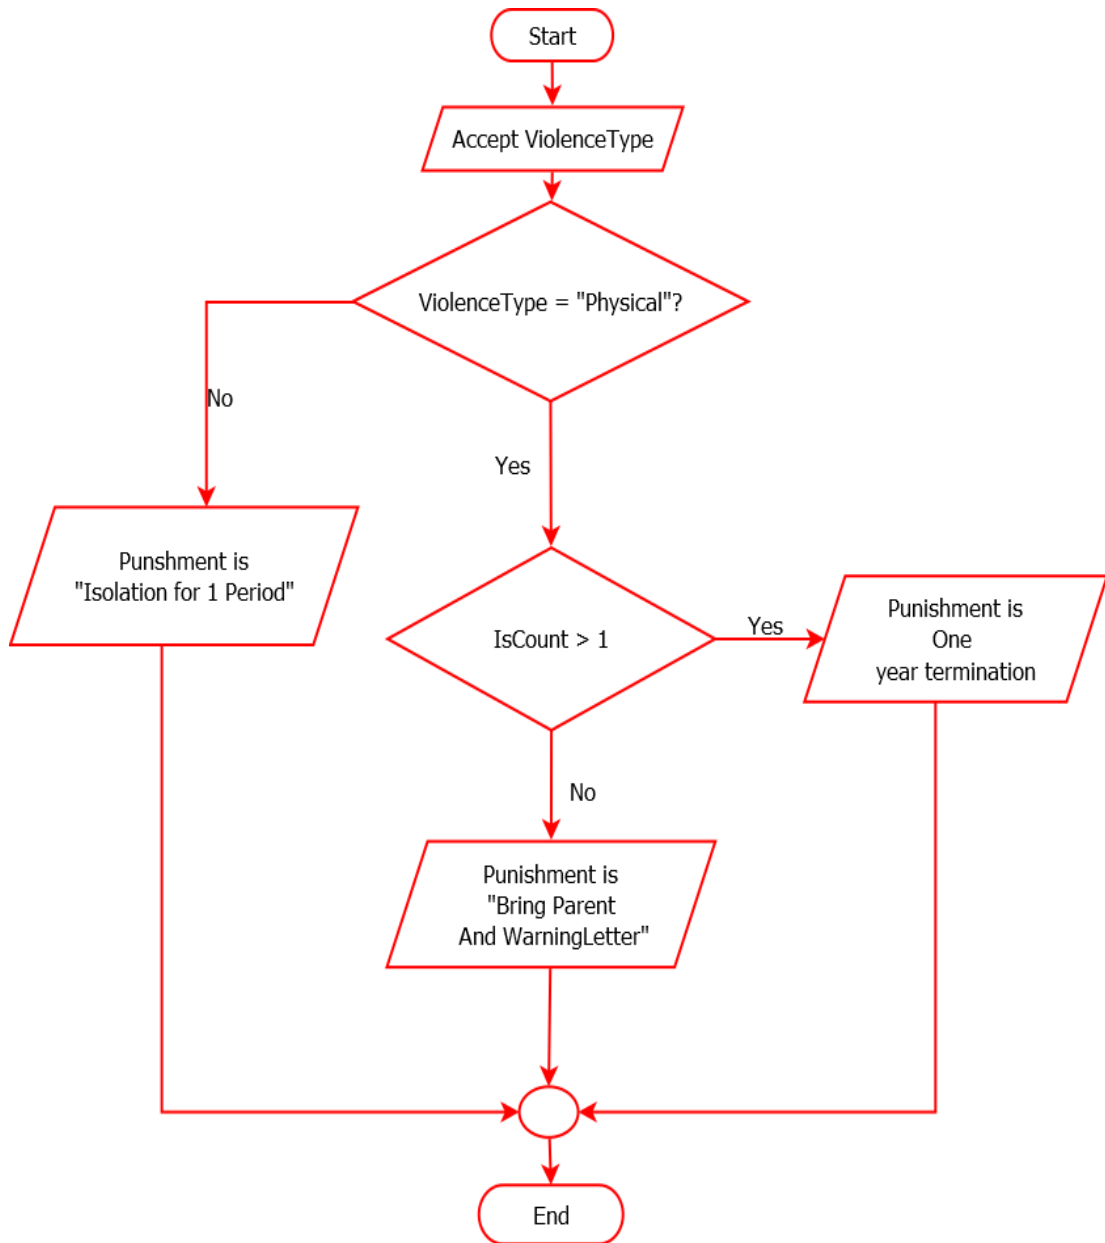 Start
Accept ViolenceType
ViolenceType = "Physical"?
No
Yes
Punshment is
"Isolation for 1 Period"
IsCount > 1
Yes
Punishment is
One
year termination
No
Punishment is
"Bring Parent
And WarningLetter"
End